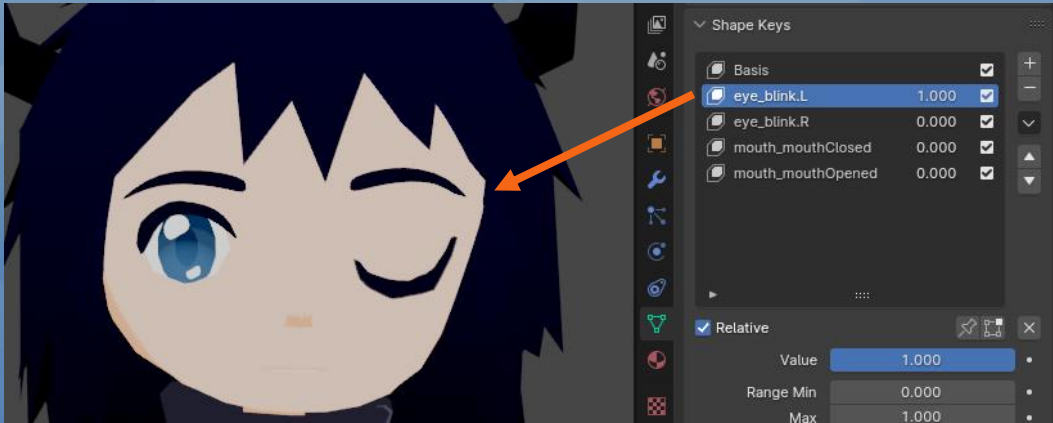 Shape Keys
Basis
eye_blink.L 1.000
eye_blink.R 0.000
mouth_mouthClosed 0.000
mouth_mouthOpened 0.000
Relative
Value 1.000
Range Min 0.000
Max 1.000